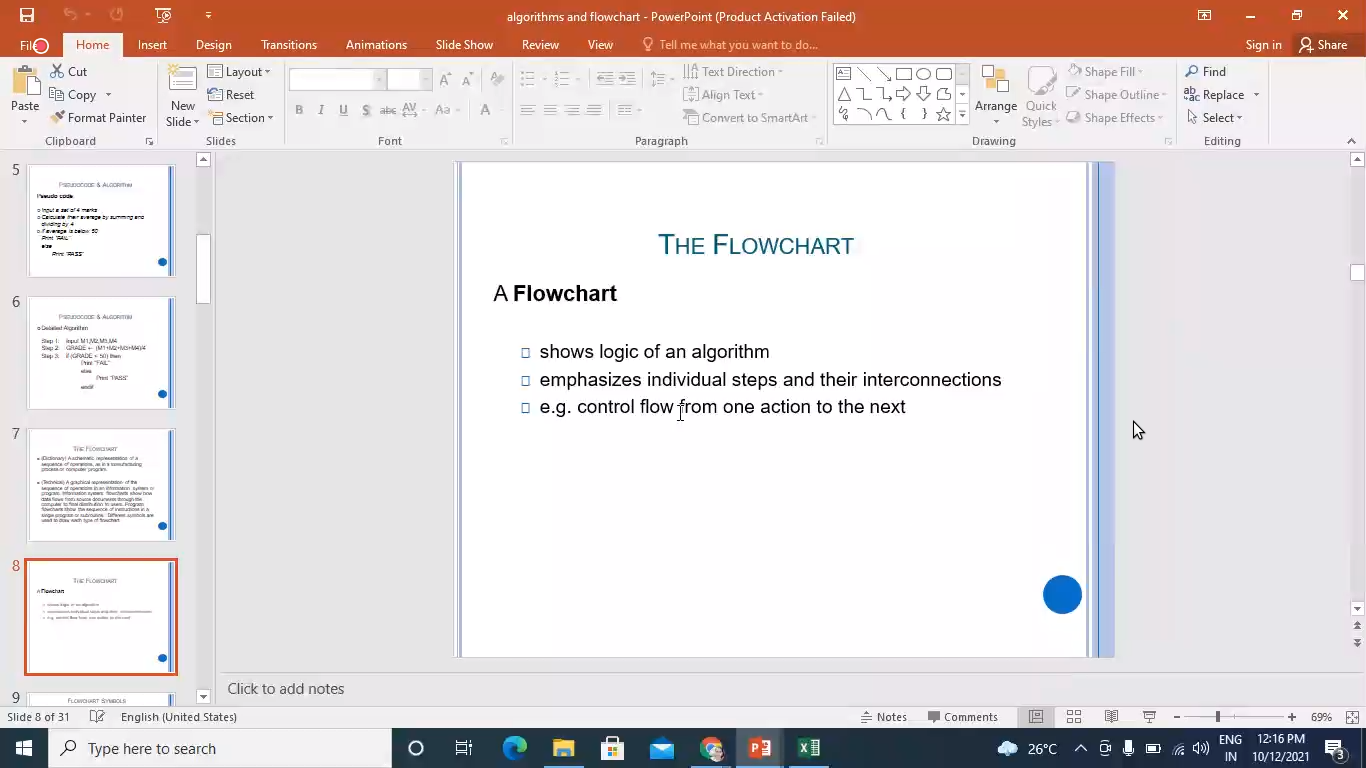 algorithms and flowchart - PowerPoint (Product Activation Failed)
Home Insert Design Transitions Animations Slide Show Review View Tell me what you want to do... Sign in Share
Paste
Cut
Copy
Format Painter
Clipboard
New
Slide
Layout
Reset
Section
Slides
B I U S abc AV Aa A
Font
Text Direction
Align Text
Convert to SmartArt
Paragraph
Arrange
Quick
Styles
Shape Fill
Shape Outline
Shape Effects
Drawing
Find
Replace
Select
Editing
5
PSEUDOCODE & ALGORITHM
Pseudo code
Input a set of 4 marks
Calculate their average by summing and
dividing by 4
if average is below 50
Print "FAIL"
else
Print "PASS"
6
PSEUDOCODE & ALGORITHM
Detailed Algorithm
Step 1: Input M1,M2,M3,M4
Step 2: GRADE ← (M1+M2+M3+M4)/4
Step 3: if (GRADE < 50) then
Print "FAIL"
else
Print "PASS"
endif
7
THE FLOWCHART
(Dictionary) A schematic representation of a
sequence of operations, as in a manufacturing
process or computer program.
(Technical) A graphical representation of the
sequence of operations in an information system or
program. Information system flowcharts show how
data flows from source documents through the
computer to final distribution to users. Program
flowcharts show the sequence of instructions in a
single program or subroutine. Different symbols are
used to draw each type of flowchart.
8
THE FLOWCHART
A Flowchart
shows logic of an algorithm
emphasizes individual steps and their interconnections
e.g. control flow from one action to the next
9
FLOWCHART SYMBOLS
THE FLOWCHART
A Flowchart
shows logic of an algorithm
emphasizes individual steps and their interconnections
e.g. control flow from one action to the next
Click to add notes
Slide 8 of 31 English (United States) Notes Comments 69%
Type here to search
26°C
ENG
IN
12:16 PM
10/12/2021
3